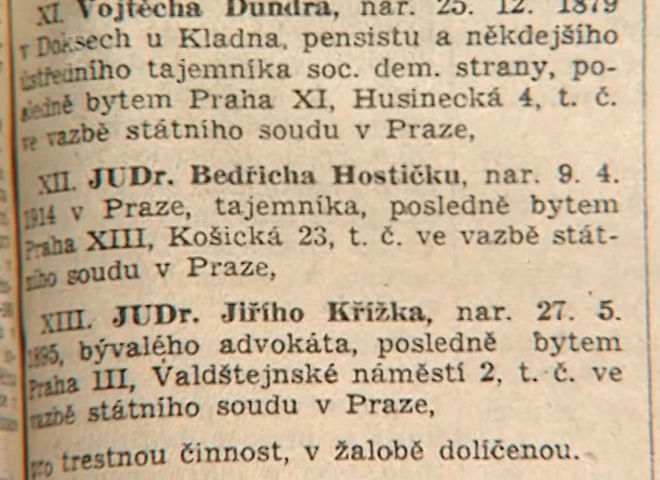 XI. Vojtěcha Dundra, nar. 25. 12. 1879
v Doksech u Kladna, pensistu a někdejšího
ústředního tajemníka soc. dem. strany, po-
sledně bytem Praha XI, Husinecká 4, t. č.
ve vazbě státního soudu v Praze,
XII. JUDr. Bedřicha Hostičku, nar. 9. 4.
1914 v Praze, tajemníka, posledně bytem
Praha XIII, Košická 23, t. č. ve vazbě stát-
ního soudu v Praze,
XIII. JUDr. Jiřího Křížka, nar. 27. 5.
1895, bývalého advokáta, posledně bytem
Praha III, Valdštejnské náměstí 2, t. č. ve
vazbě státního soudu v Praze,
pro trestnou činnost, v žalobě dolíčenou.